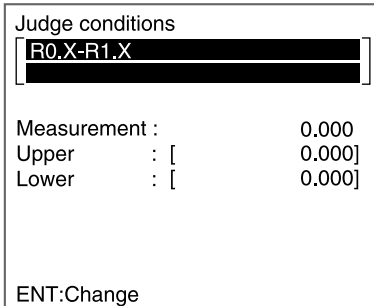 Judge conditions
[R0.X-R1.X]
Measurement : 0.000
Upper : [ 0.000]
Lower : [ 0.000]
ENT:Change